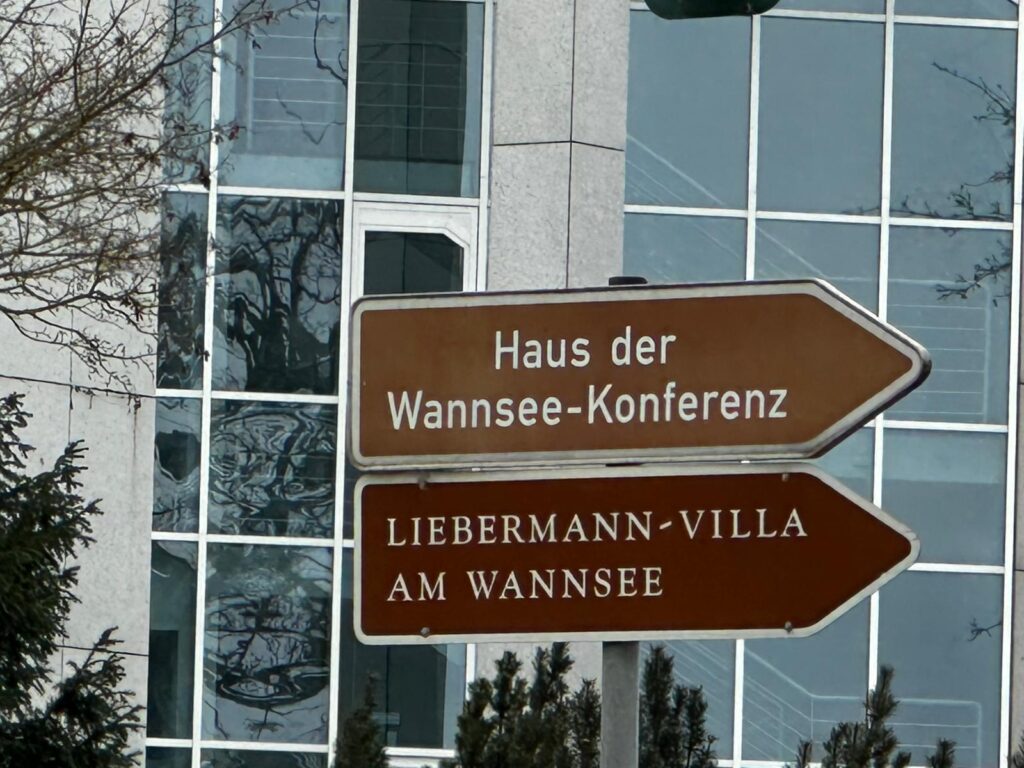 Haus der
Wannsee-Konferenz
LIEBERMANN-VILLA
AM WANNSEE